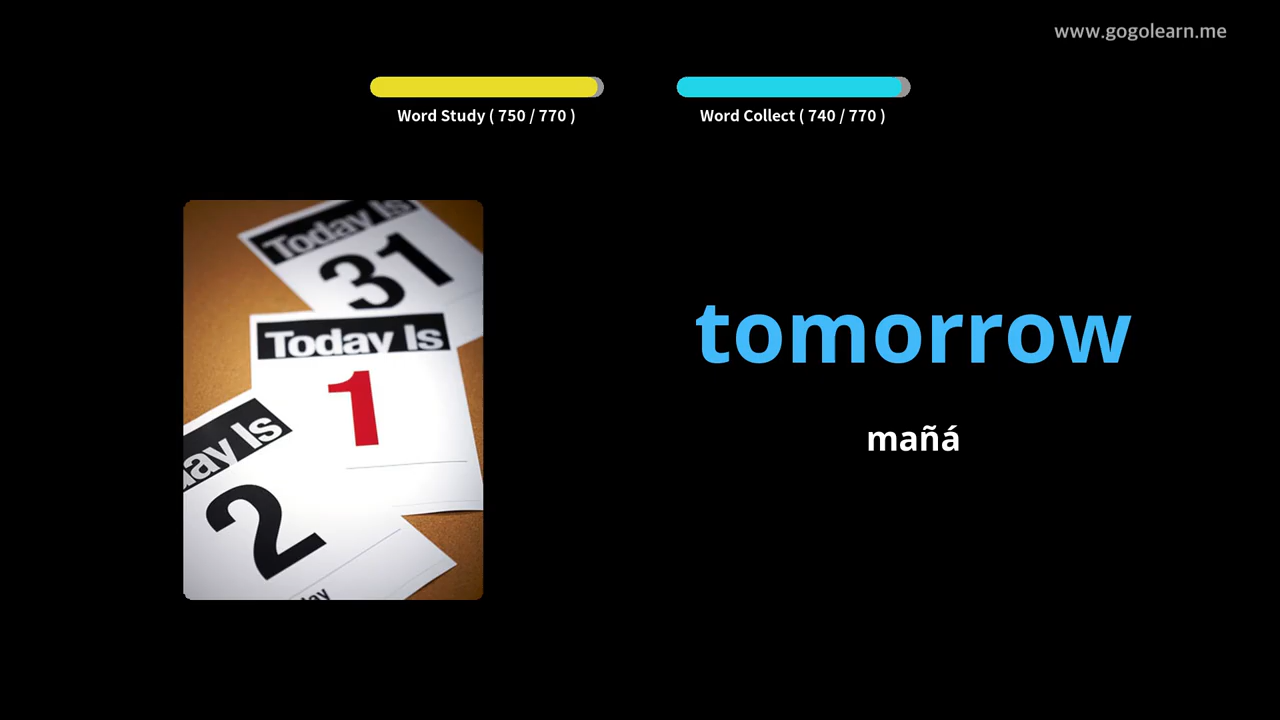 www.gogolearn.me
Word Study ( 750 / 770 )
Word Collect ( 740 / 770 )
Today Is
31
Today Is
1
ay Is
2
tomorrow
mañá